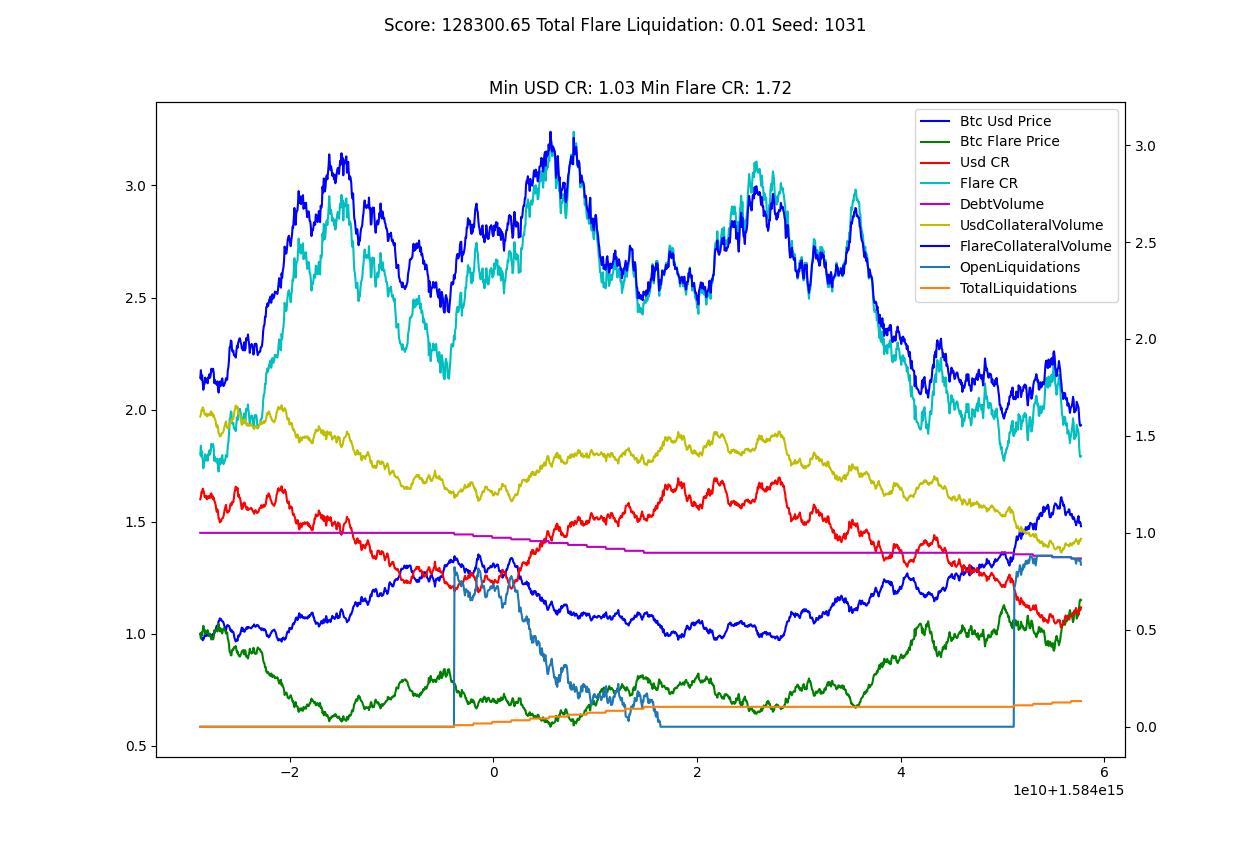 Score: 128300.65 Total Flare Liquidation: 0.01 Seed: 1031
Min USD CR: 1.03 Min Flare CR: 1.72
Btc Usd Price
Btc Flare Price
Usd CR
Flare CR
DebtVolume
UsdCollateralVolume
FlareCollateralVolume
OpenLiquidations
TotalLiquidations
3.0
2.5
2.0
1.5
1.0
0.5
3.0
2.5
2.0
1.5
1.0
0.5
0.0
−2 0 2 4 6
1e10+1.584e15